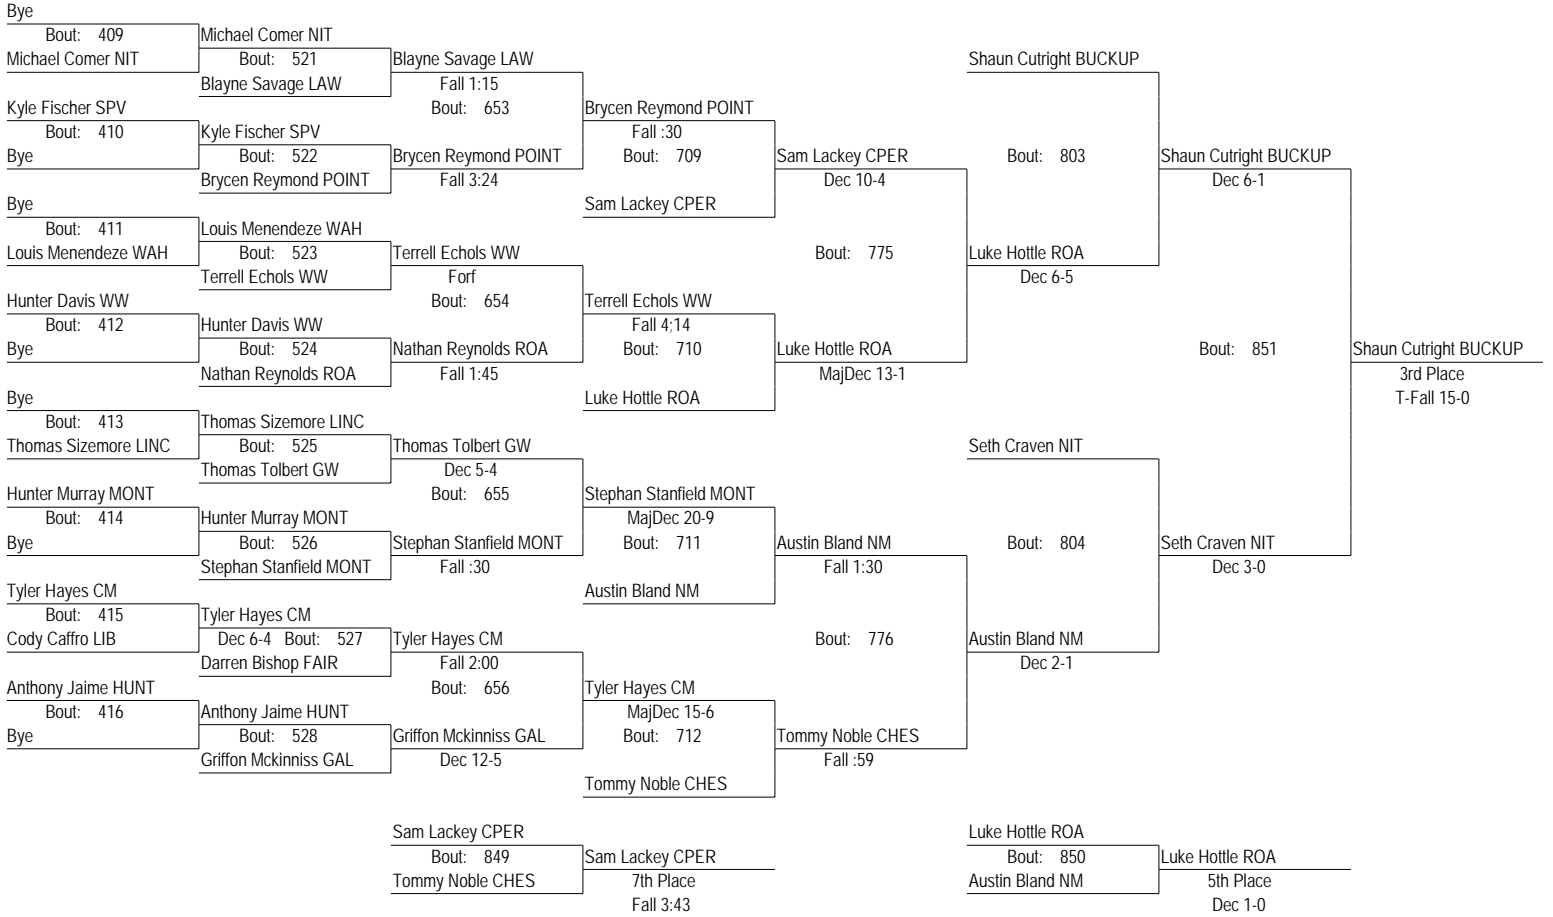 Bye
Bout: 409 Michael Comer NIT
Michael Comer NIT Bout: 521 Blayne Savage LAW Shaun Cutright BUCKUP
Blayne Savage LAW Fall 1:15
Kyle Fischer SPV Bout: 653 Brycen Reymond POINT
Bout: 410 Kyle Fischer SPV Fall :30
Bye Bout: 522 Brycen Reymond POINT Bout: 709 Sam Lackey CPER Bout: 803 Shaun Cutright BUCKUP
Brycen Reymond POINT Fall 3:24 Dec 10-4 Dec 6-1
Bye Sam Lackey CPER
Bout: 411 Louis Menendeze WAH
Louis Menendeze WAH Bout: 523 Terrell Echols WW Bout: 775 Luke Hottle ROA
Terrell Echols WW Forf Dec 6-5
Hunter Davis WW Bout: 654 Terrell Echols WW
Bout: 412 Hunter Davis WW Fall 4;14
Bye Bout: 524 Nathan Reynolds ROA Bout: 710 Luke Hottle ROA Bout: 851 Shaun Cutright BUCKUP
Nathan Reynolds ROA Fall 1:45 MajDec 13-1 3rd Place
Bye Luke Hottle ROA T-Fall 15-0
Bout: 413 Thomas Sizemore LINC
Thomas Sizemore LINC Bout: 525 Thomas Tolbert GW Seth Craven NIT
Thomas Tolbert GW Dec 5-4
Hunter Murray MONT Bout: 655 Stephan Stanfield MONT
Bout: 414 Hunter Murray MONT MajDec 20-9
Bye Bout: 526 Stephan Stanfield MONT Bout: 711 Austin Bland NM Bout: 804 Seth Craven NIT
Stephan Stanfield MONT Fall :30 Fall 1:30 Dec 3-0
Tyler Hayes CM Austin Bland NM
Bout: 415 Tyler Hayes CM
Cody Caffro LIB Dec 6-4 Bout: 527 Tyler Hayes CM Bout: 776 Austin Bland NM
Darren Bishop FAIR Fall 2:00 Dec 2-1
Anthony Jaime HUNT Bout: 656 Tyler Hayes CM
Bout: 416 Anthony Jaime HUNT MajDec 15-6
Bye Bout: 528 Griffon Mckinniss GAL Bout: 712 Tommy Noble CHES
Griffon Mckinniss GAL Dec 12-5 Fall :59
Tommy Noble CHES
Sam Lackey CPER Luke Hottle ROA
Bout: 849 Sam Lackey CPER Bout: 850 Luke Hottle ROA
Tommy Noble CHES 7th Place Austin Bland NM 5th Place
Fall 3:43 Dec 1-0